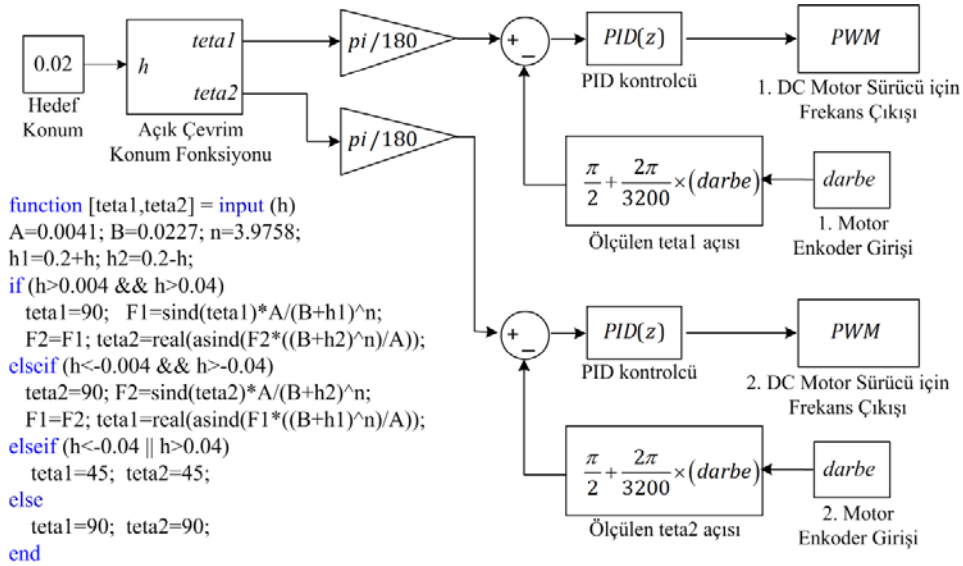 0.02
Hedef
Konum
h
teta1
teta2
Açık Çevrim
Konum Fonksiyonu
pi/180
pi/180
+
−
PID(z)
PID kontrolcü
PWM
1. DC Motor Sürücü için
Frekans Çıkışı
π/2 + 2π/3200 × (darbe)
Ölçülen teta1 açısı
darbe
1. Motor
Enkoder Girişi
+
−
PID(z)
PID kontrolcü
PWM
2. DC Motor Sürücü için
Frekans Çıkışı
π/2 + 2π/3200 × (darbe)
Ölçülen teta2 açısı
darbe
2. Motor
Enkoder Girişi
function [teta1,teta2] = input (h)
A=0.0041; B=0.0227; n=3.9758;
h1=0.2+h; h2=0.2-h;
if (h>0.004 && h>0.04)
teta1=90; F1=sind(teta1)*A/(B+h1)^n;
F2=F1; teta2=real(asind(F2*((B+h2)^n)/A));
elseif (h<-0.004 && h>-0.04)
teta2=90; F2=sind(teta2)*A/(B+h2)^n;
F1=F2; teta1=real(asind(F1*((B+h1)^n)/A));
elseif (h<-0.04 || h>0.04)
teta1=45; teta2=45;
else
teta1=90; teta2=90;
end